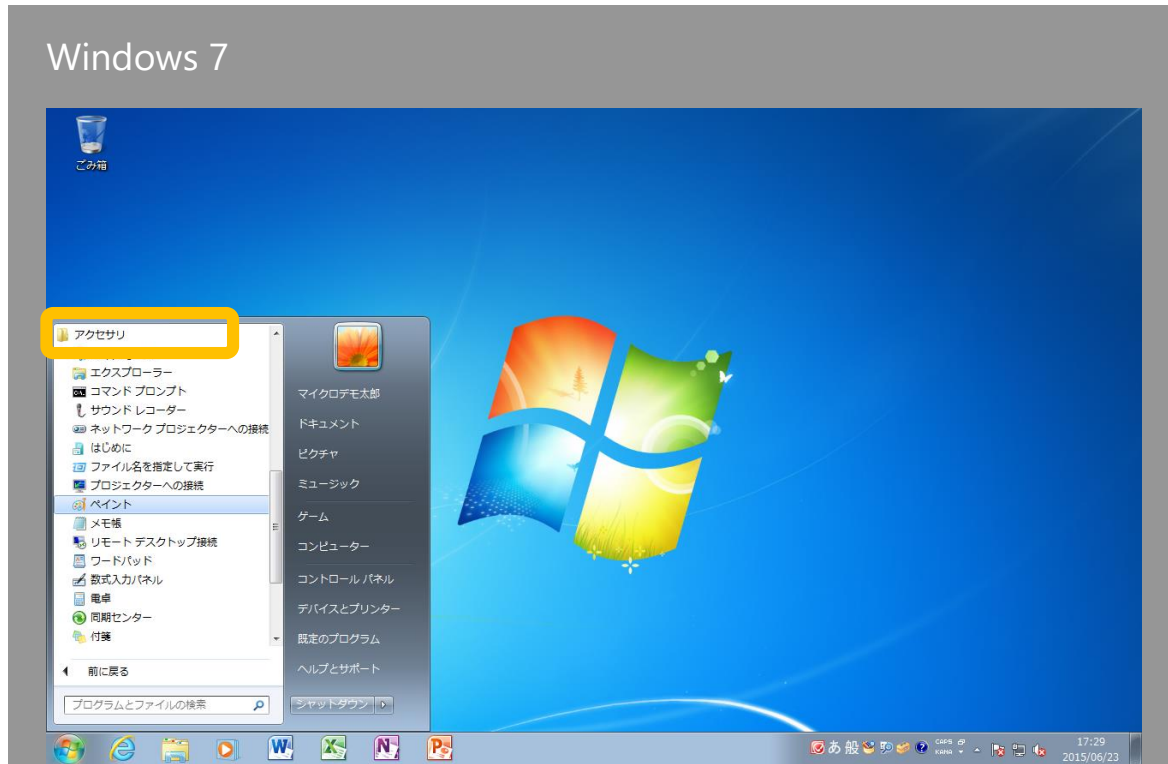 Windows 7
ごみ箱
アクセサリ
エクスプローラー
コマンド プロンプト
サウンド レコーダー
ネットワーク プロジェクターへの接続
はじめに
ファイル名を指定して実行
プロジェクターへの接続
ペイント
メモ帳
リモート デスクトップ接続
ワードパッド
数式入力パネル
電卓
同期センター
付箋
前に戻る
プログラムとファイルの検索
マイクロデモ太郎
ドキュメント
ピクチャ
ミュージック
ゲーム
コンピューター
コントロール パネル
デバイスとプリンター
既定のプログラム
ヘルプとサポート
シャットダウン
あ 般
CAPS
KANA
17:29
2015/06/23